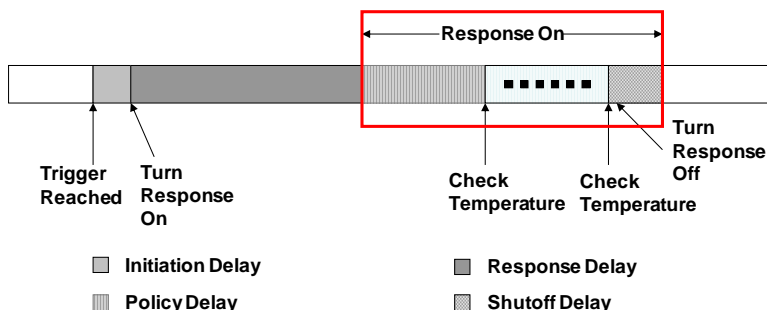 Response On
Trigger
Reached
Turn
Response
On
Check
Temperature
Check
Temperature
Turn
Response
Off
Initiation Delay
Response Delay
Policy Delay
Shutoff Delay